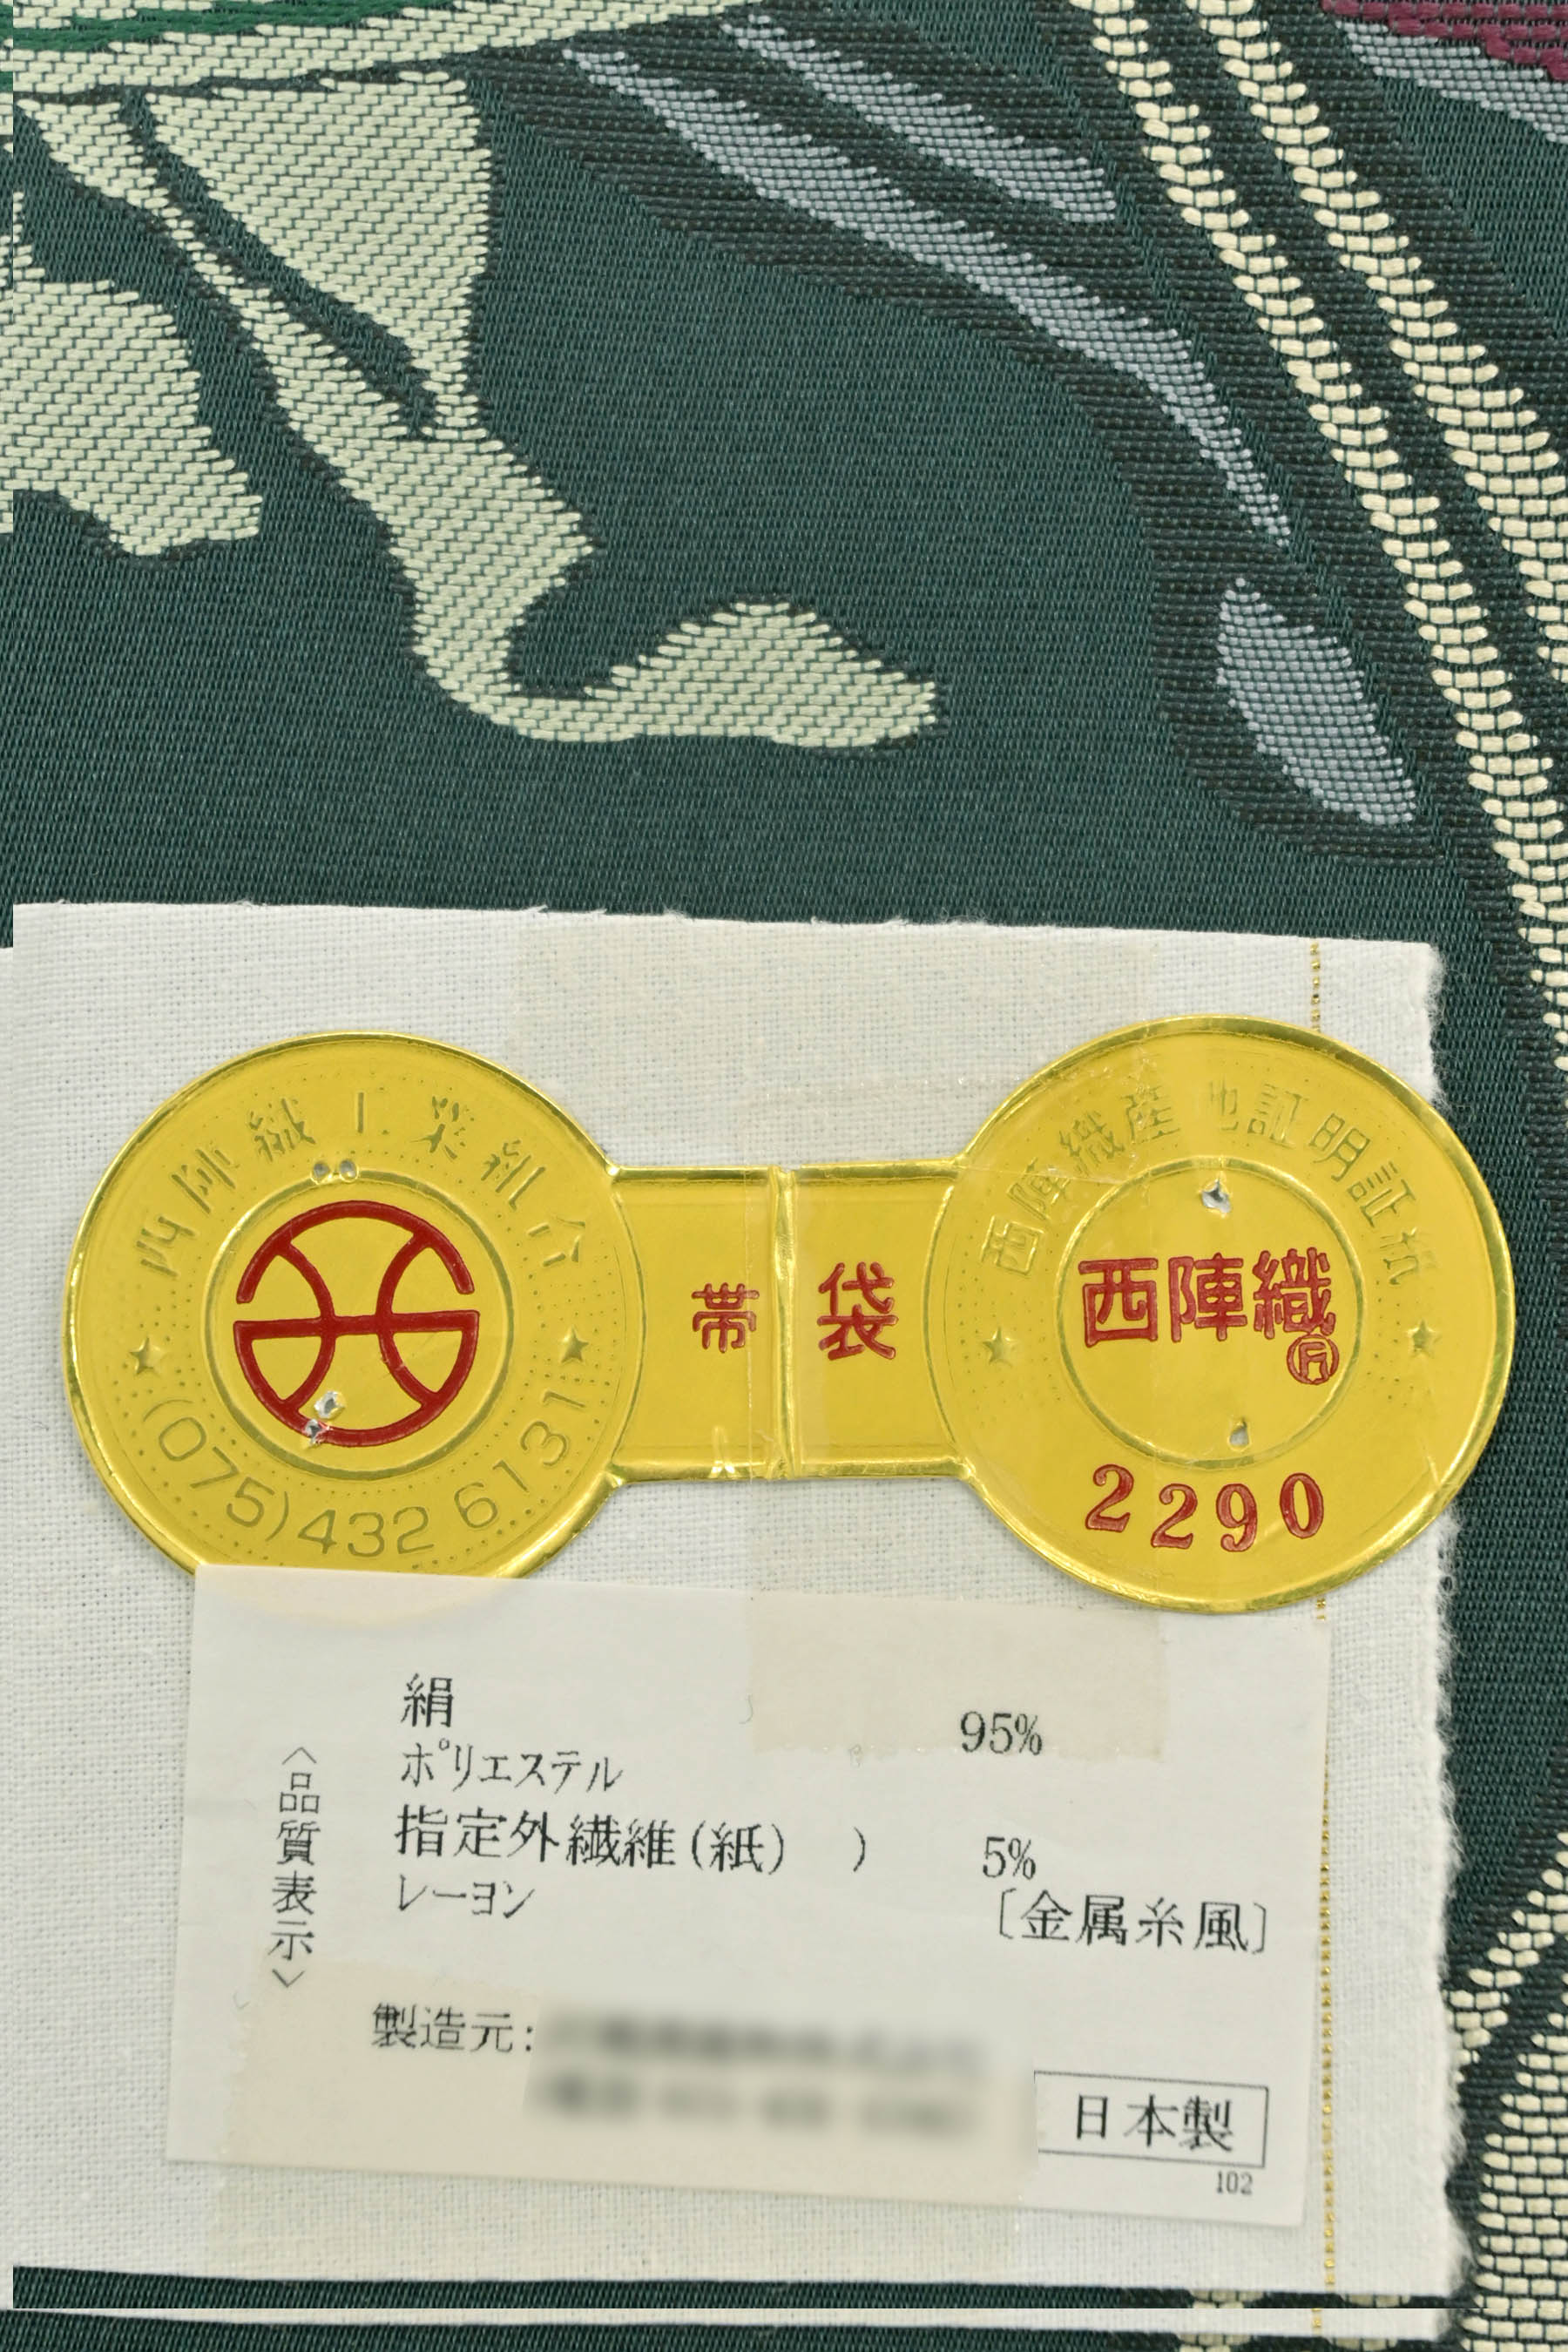 西陣織工業組合
(075)432 6131
帯 袋
西陣織産地証明証紙
西陣織
2290
〈品質表示〉
絹 95%
ポリエステル
指定外繊維(紙) ) 5%
レーヨン 〔金属糸風〕
製造元:
日本製
102